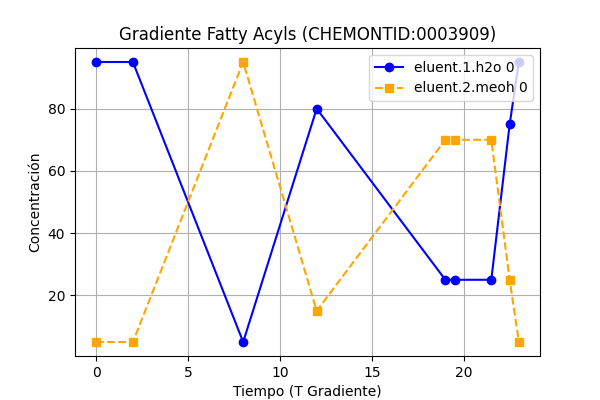 Gradiente Fatty Acyls (CHEMONTID:0003909)
eluent.1.h2o 0
eluent.2.meoh 0
Concentración
80
60
40
20
0 5 10 15 20
Tiempo (T Gradiente)